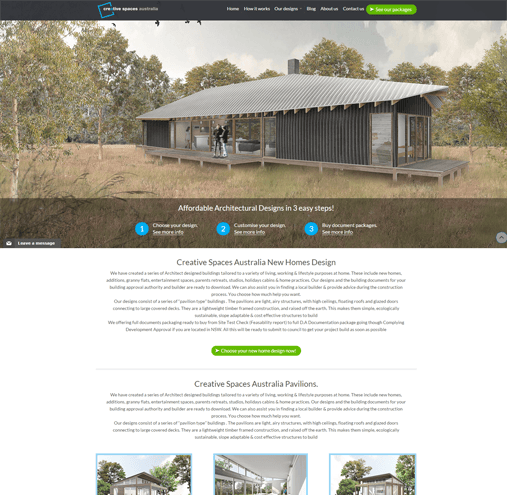 creative spaces australia
Home How it works Our designs Blog About us Contact us See our packages
Affordable Architectural Designs in 3 easy steps!
1 Choose your design. 2 Customise your design. 3 Buy document packages.
See more info See more info See more info
Leave a message
Creative Spaces Australia New Homes Design
We have created a series of Architect designed buildings tailored to a variety of living, working & lifestyle purposes at home. These include new homes,
additions, granny flats, entertainment spaces, parents retreats, studios, holidays cabins & home practices. Our designs and the building documents for your
building approval authority and builder are ready to download. We can also assist you in finding a local builder & provide advice during the construction
process. You choose how much help you want.
Our designs consist of a series of "pavilion type" buildings . The pavilions are light, airy structures, with high ceilings, floating roofs and glazed doors
connecting to large covered decks. They are a lightweight timber framed construction, and raised off the earth. This makes them simple, ecologically
sustainable, stope adaptable & cost effective structures to build
We offering full documents packaging ready to buy from Site Test Check (Feasability report) to full D.A Documentation package going though Complying
Development Approval if you are located in NSW. All this will be ready to submit to council to get your project build as soon as possible
Choose your new home design now!
Creative Spaces Australia Pavilions.
We have created a series of Architect designed buildings tailored to a variety of living, working & lifestyle purposes at home. These include new homes,
additions, granny flats, entertainment spaces, parents retreats, studios, holidays cabins & home practices. Our designs and the building documents for your
building approval authority and builder are ready to download. We can also assist you in finding a local builder & provide advice during the construction
process. You choose how much help you want.
Our designs consist of a series of "pavilion type" buildings . The pavilions are light, airy structures, with high ceilings, floating roofs and glazed doors
connecting to large covered decks. They are a lightweight timber framed construction, and raised off the earth. This makes them simple, ecologically
sustainable, stope adaptable & cost effective structures to build